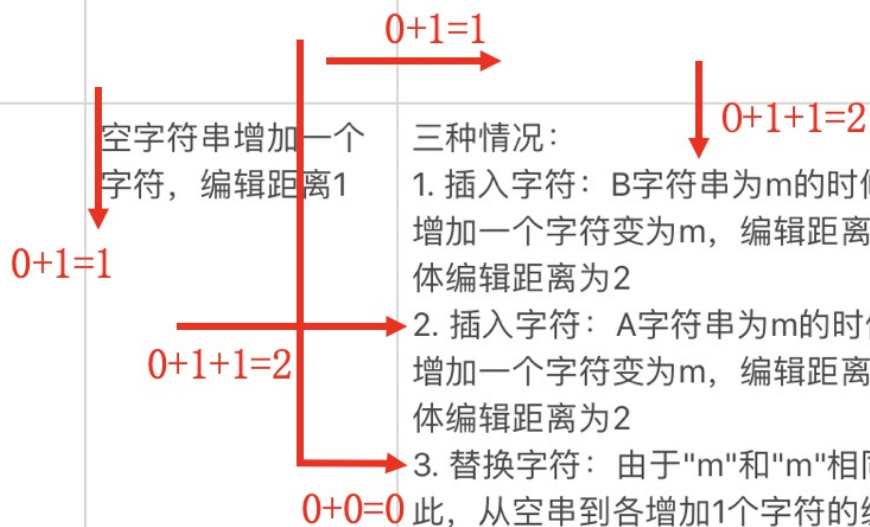 0+1=1
0+1+1=2
空字符串增加一个
字符，编辑距离1
0+1=1
三种情况：
1. 插入字符：B字符串为m的时
增加一个字符变为m，编辑距离
体编辑距离为2
2. 插入字符：A字符串为m的时
增加一个字符变为m，编辑距离
体编辑距离为2
0+1+1=2
3. 替换字符：由于"m"和"m"相同
此，从空串到各增加1个字符的编
0+0=0